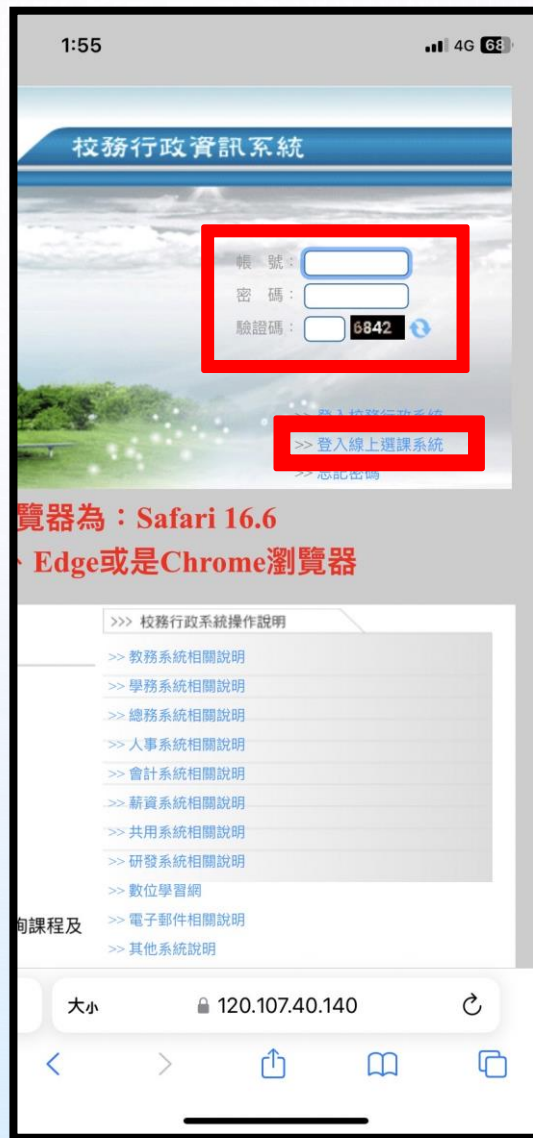 1:55
4G 68
校務行政資訊系統
帳 號：
密 碼：
驗證碼： 6842
>> 登入校務行政系統
>> 登入線上選課系統
>> 忘記密碼
覽器為：Safari 16.6
、Edge或是Chrome瀏覽器
>>> 校務行政系統操作說明
>> 教務系統相關說明
>> 學務系統相關說明
>> 總務系統相關說明
>> 人事系統相關說明
>> 會計系統相關說明
>> 薪資系統相關說明
>> 共用系統相關說明
>> 研發系統相關說明
>> 數位學習網
詢課程及
>> 電子郵件相關說明
>> 其他系統說明
大小 120.107.40.140